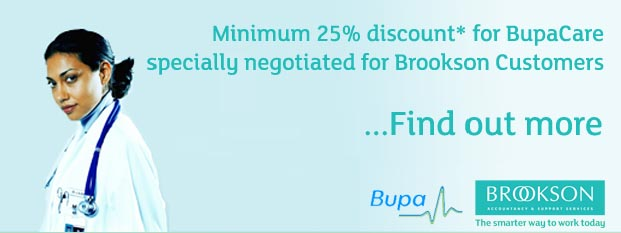 Minimum 25% discount* for BupaCare
specially negotiated for Brookson Customers
...Find out more
Bupa
BROOKSON
ACCOUNTANCY & SUPPORT SERVICES
The smarter way to work today